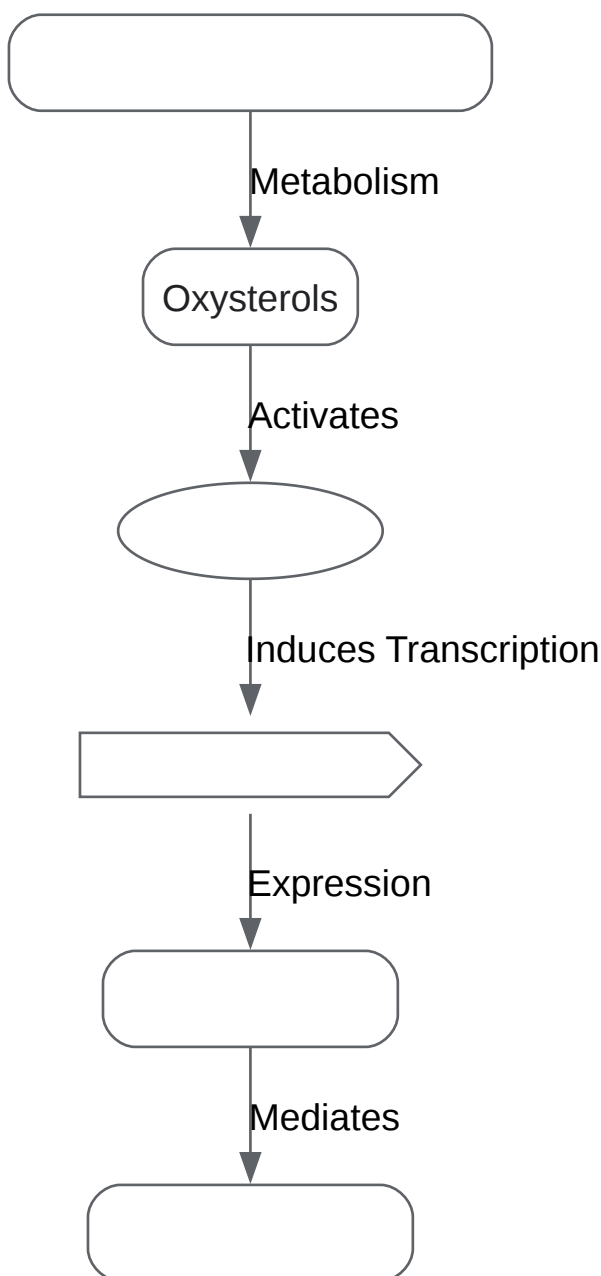 Metabolism
Oxysterols
Activates
Induces Transcription
Expression
Mediates